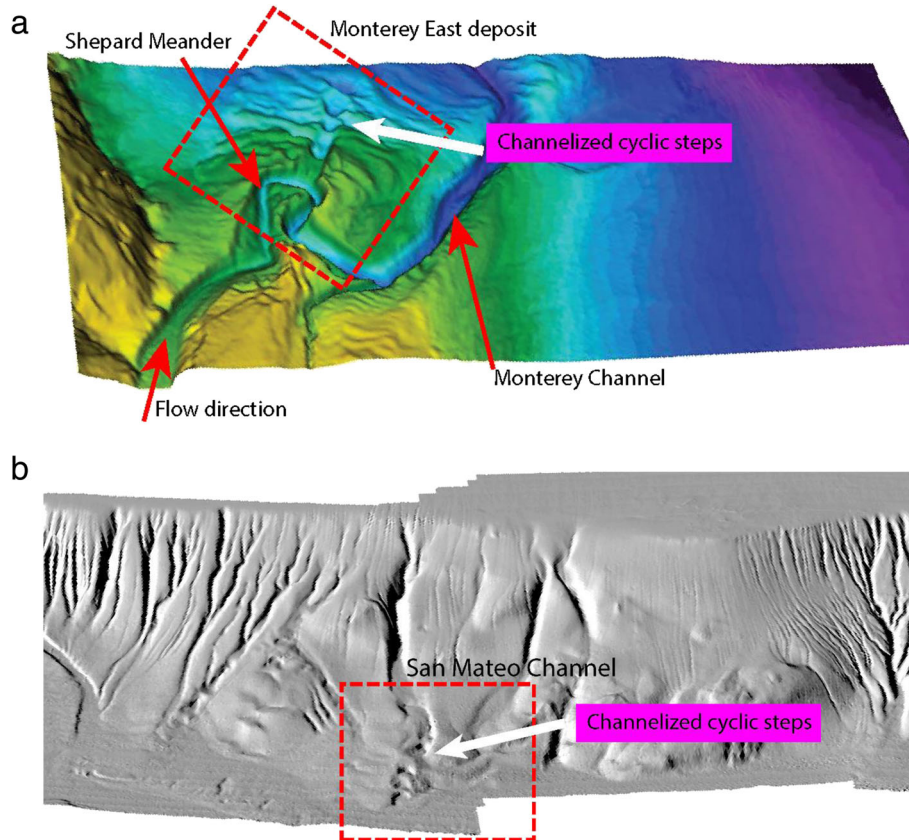 a
Monterey East deposit
Shepard Meander
Channelized cyclic steps
Monterey Channel
Flow direction
b
San Mateo Channel
Channelized cyclic steps